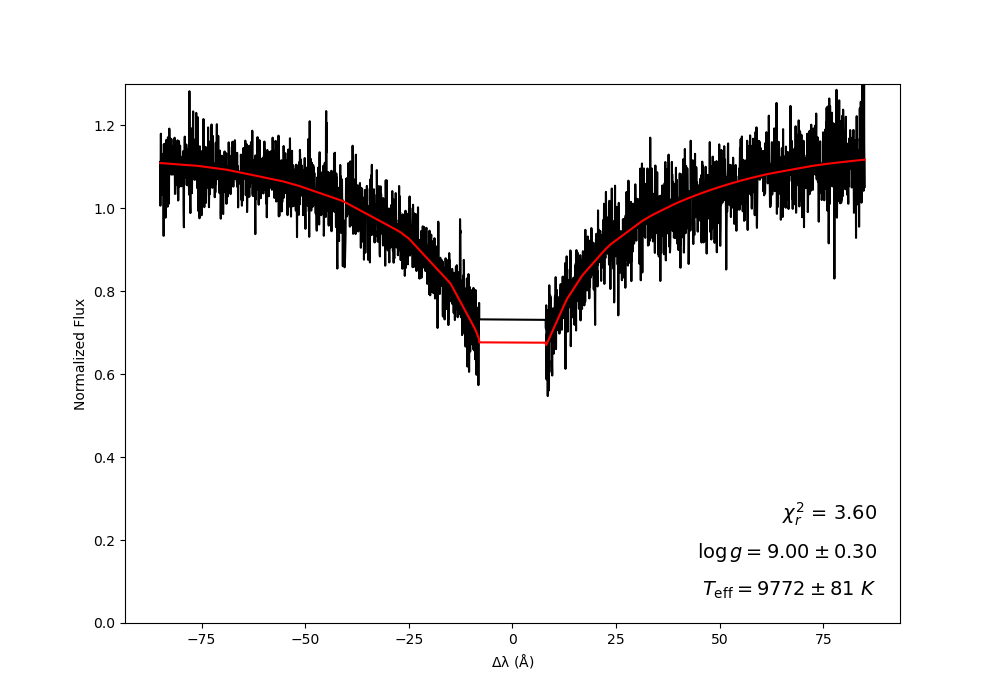 1.2
1.0
0.8
0.6
0.4
0.2
0.0
−75
−50
−25
0
25
50
75
Normalized Flux
Δλ (Å)
χ²ᵣ = 3.60
log g = 9.00 ± 0.30
T_eff = 9772 ± 81 K